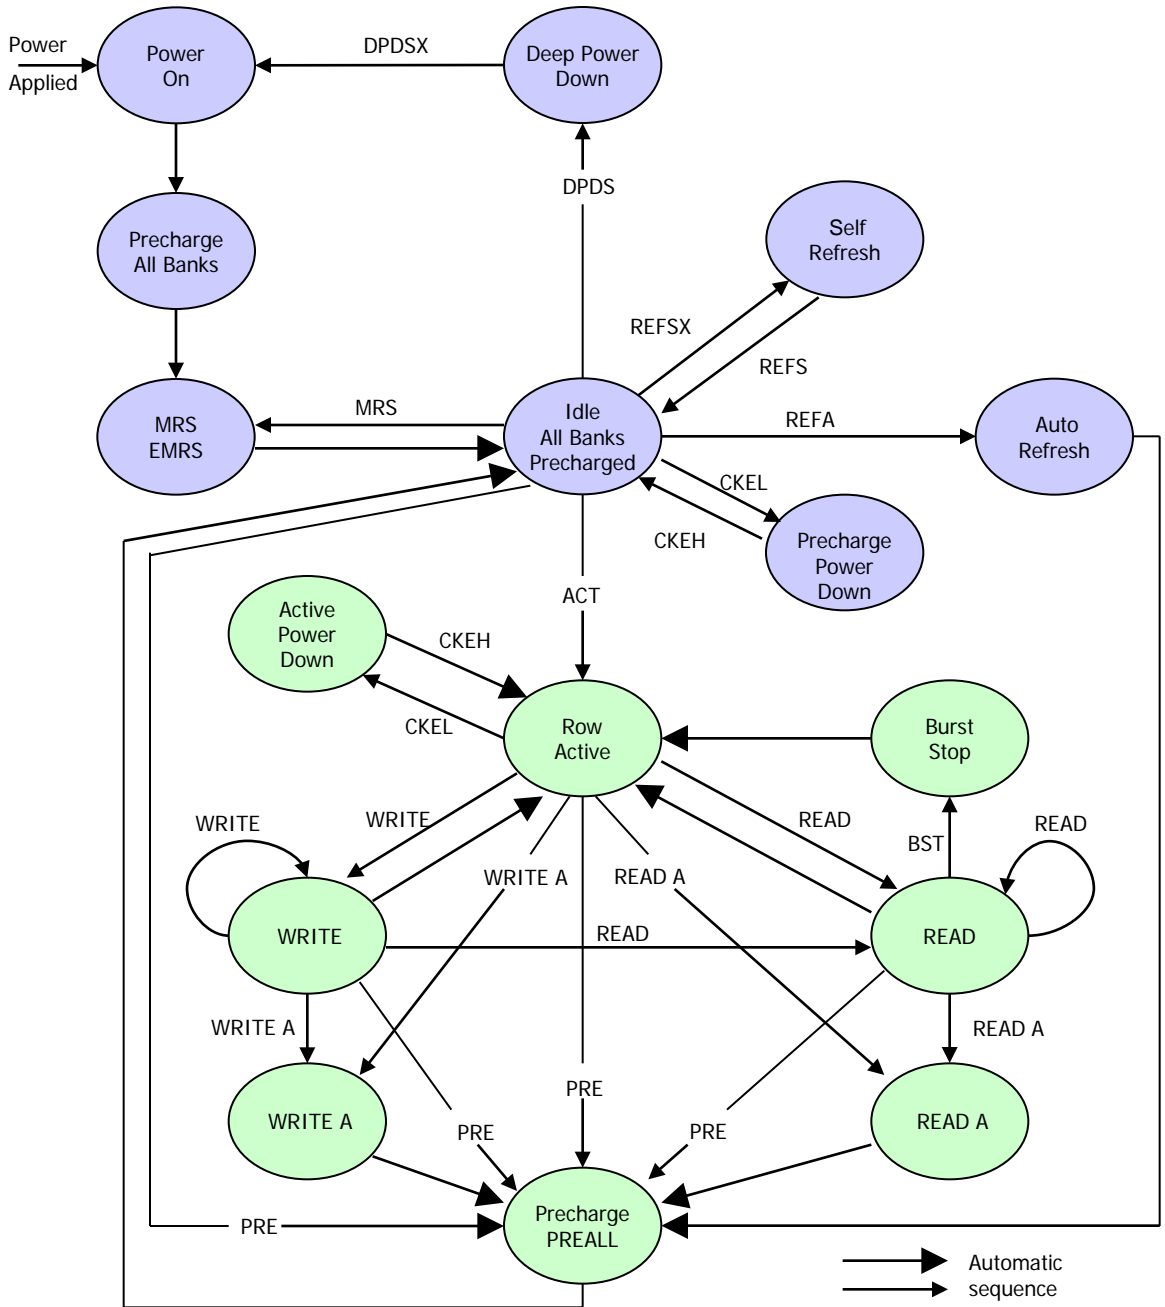 Power
Applied
Power
On
DPDSX
Deep Power
Down
DPDS
Precharge
All Banks
Self
Refresh
REFSX
REFS
MRS
EMRS
MRS
Idle
All Banks
Precharged
REFA
Auto
Refresh
CKEL
CKEH
Precharge
Power
Down
ACT
Active
Power
Down
CKEH
CKEL
Row
Active
Burst
Stop
WRITE
WRITE
READ
BST
READ
WRITE A
READ A
WRITE
READ
READ
WRITE A
READ A
WRITE A
PRE
PRE
PRE
READ A
PRE
Precharge
PREALL
Automatic
sequence